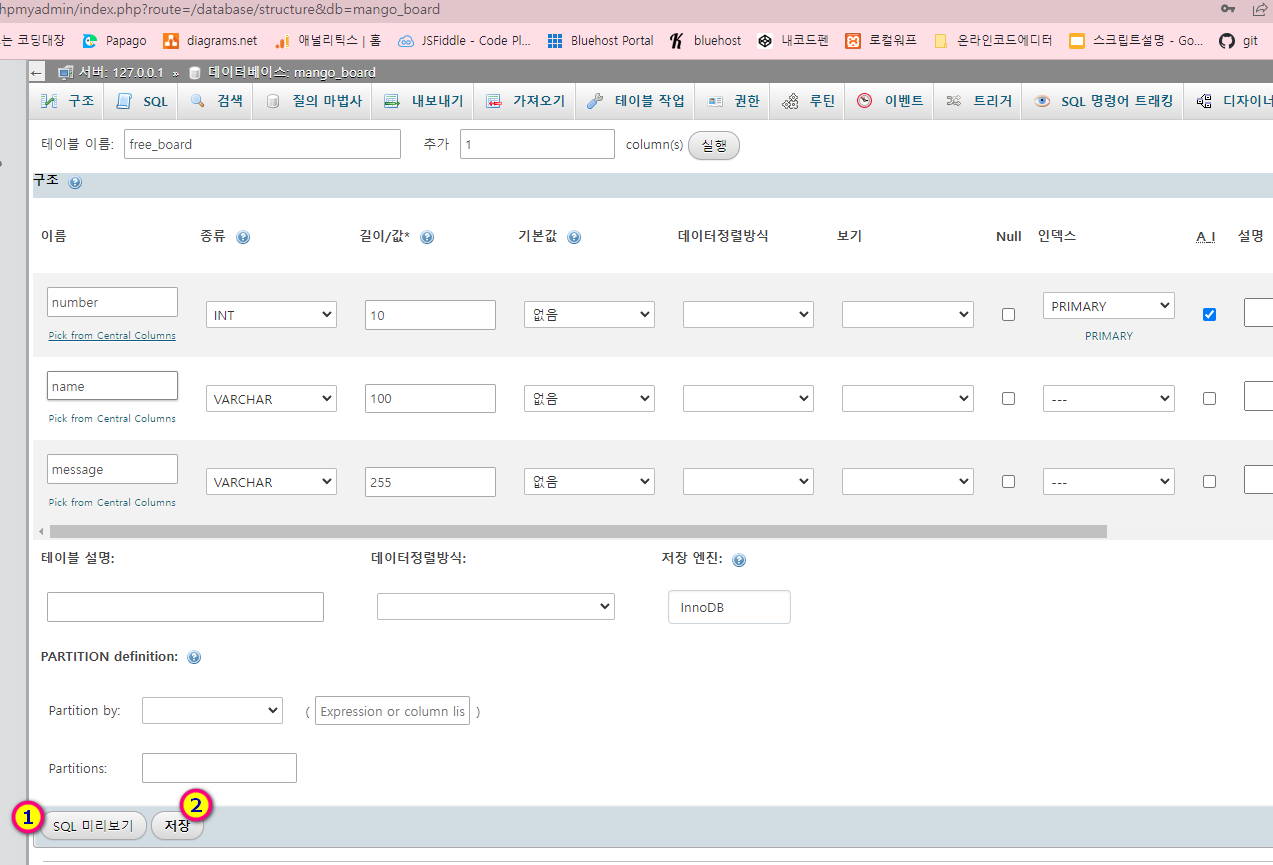 hpmyadmin/index.php?route=/database/structure&db=mango_board
는 코딩대장 Papago diagrams.net 애널리틱스 | 홈 JSFiddle - Code Pl... Bluehost Portal bluehost 내코드펜 로컬워프 온라인코드에디터 스크립트설명 - Go... git
← 서버: 127.0.0.1 » 데이터베이스: mango_board
구조 SQL 검색 질의 마법사 내보내기 가져오기 테이블 작업 권한 루틴 이벤트 트리거 SQL 명령어 트래킹 디자이너
테이블 이름: free_board 추가 1 column(s) 실행
구조
이름 종류 길이/값* 기본값 데이터정렬방식 보기 Null 인덱스 A_I 설명
number INT 10 없음 PRIMARY
Pick from Central Columns PRIMARY
name VARCHAR 100 없음 ---
Pick from Central Columns
message VARCHAR 255 없음 ---
Pick from Central Columns
테이블 설명: 데이터정렬방식: 저장 엔진:
InnoDB
PARTITION definition:
Partition by: ( Expression or column lis )
Partitions:
1 SQL 미리보기 2 저장